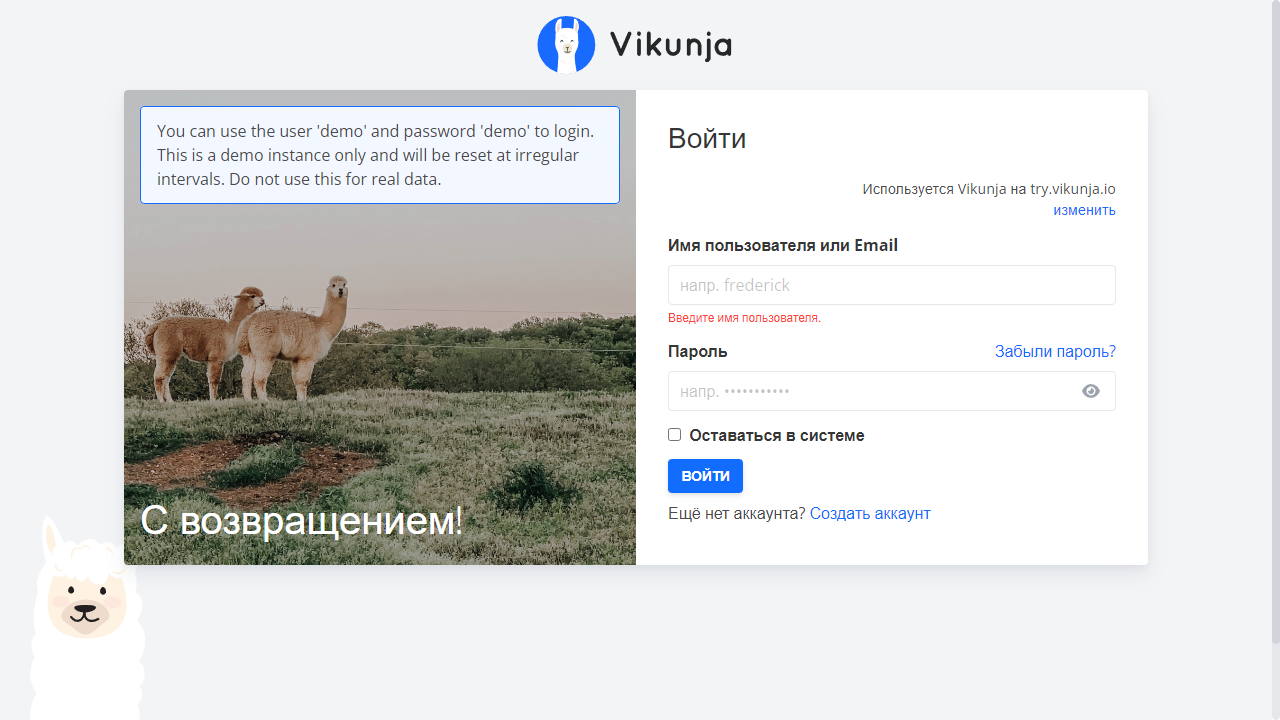 Vikunja
You can use the user 'demo' and password 'demo' to login.
This is a demo instance only and will be reset at irregular
intervals. Do not use this for real data.
С возвращением!
Войти
Используется Vikunja на try.vikunja.io
изменить
Имя пользователя или Email
напр. frederick
Введите имя пользователя.
Пароль
Забыли пароль?
напр. •••••••••••
Оставаться в системе
ВОЙТИ
Ещё нет аккаунта? Создать аккаунт